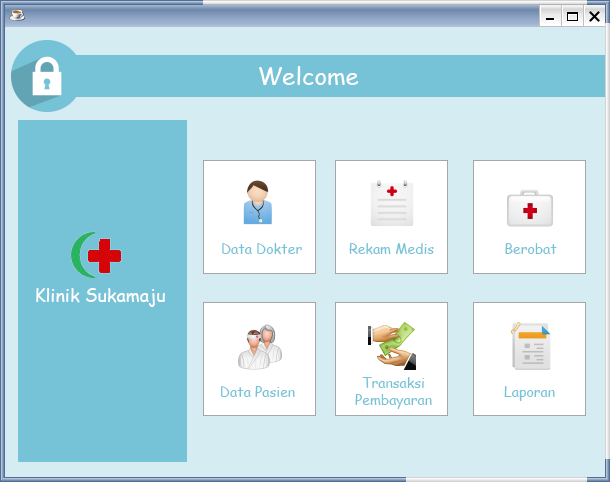 Welcome
Klinik Sukamaju
Data Dokter
Rekam Medis
Berobat
Data Pasien
Transaksi
Pembayaran
Laporan